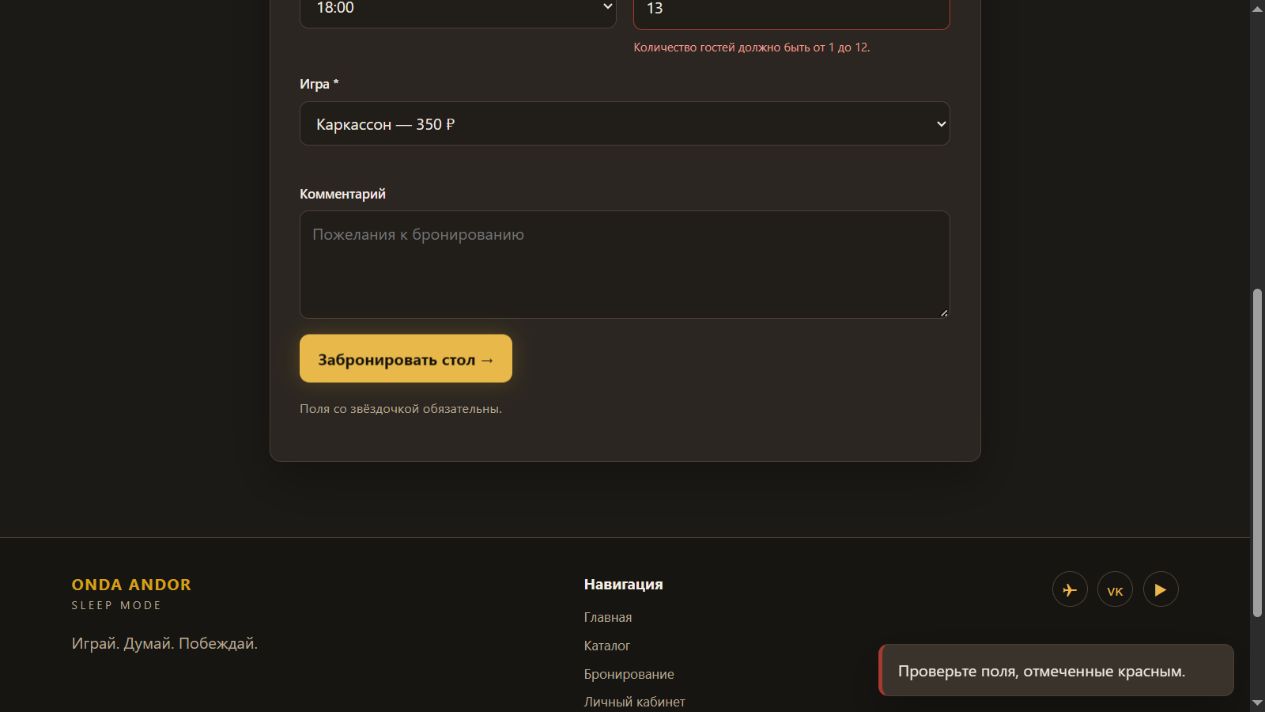 18:00
13
Количество гостей должно быть от 1 до 12.
Игра *
Каркассон — 350 ₽
Комментарий
Пожелания к бронированию
Забронировать стол →
Поля со звёздочкой обязательны.
ONDA ANDOR
SLEEP MODE
Играй. Думай. Побеждай.
Навигация
Главная
Каталог
Бронирование
Личный кабинет
VK
Проверьте поля, отмеченные красным.